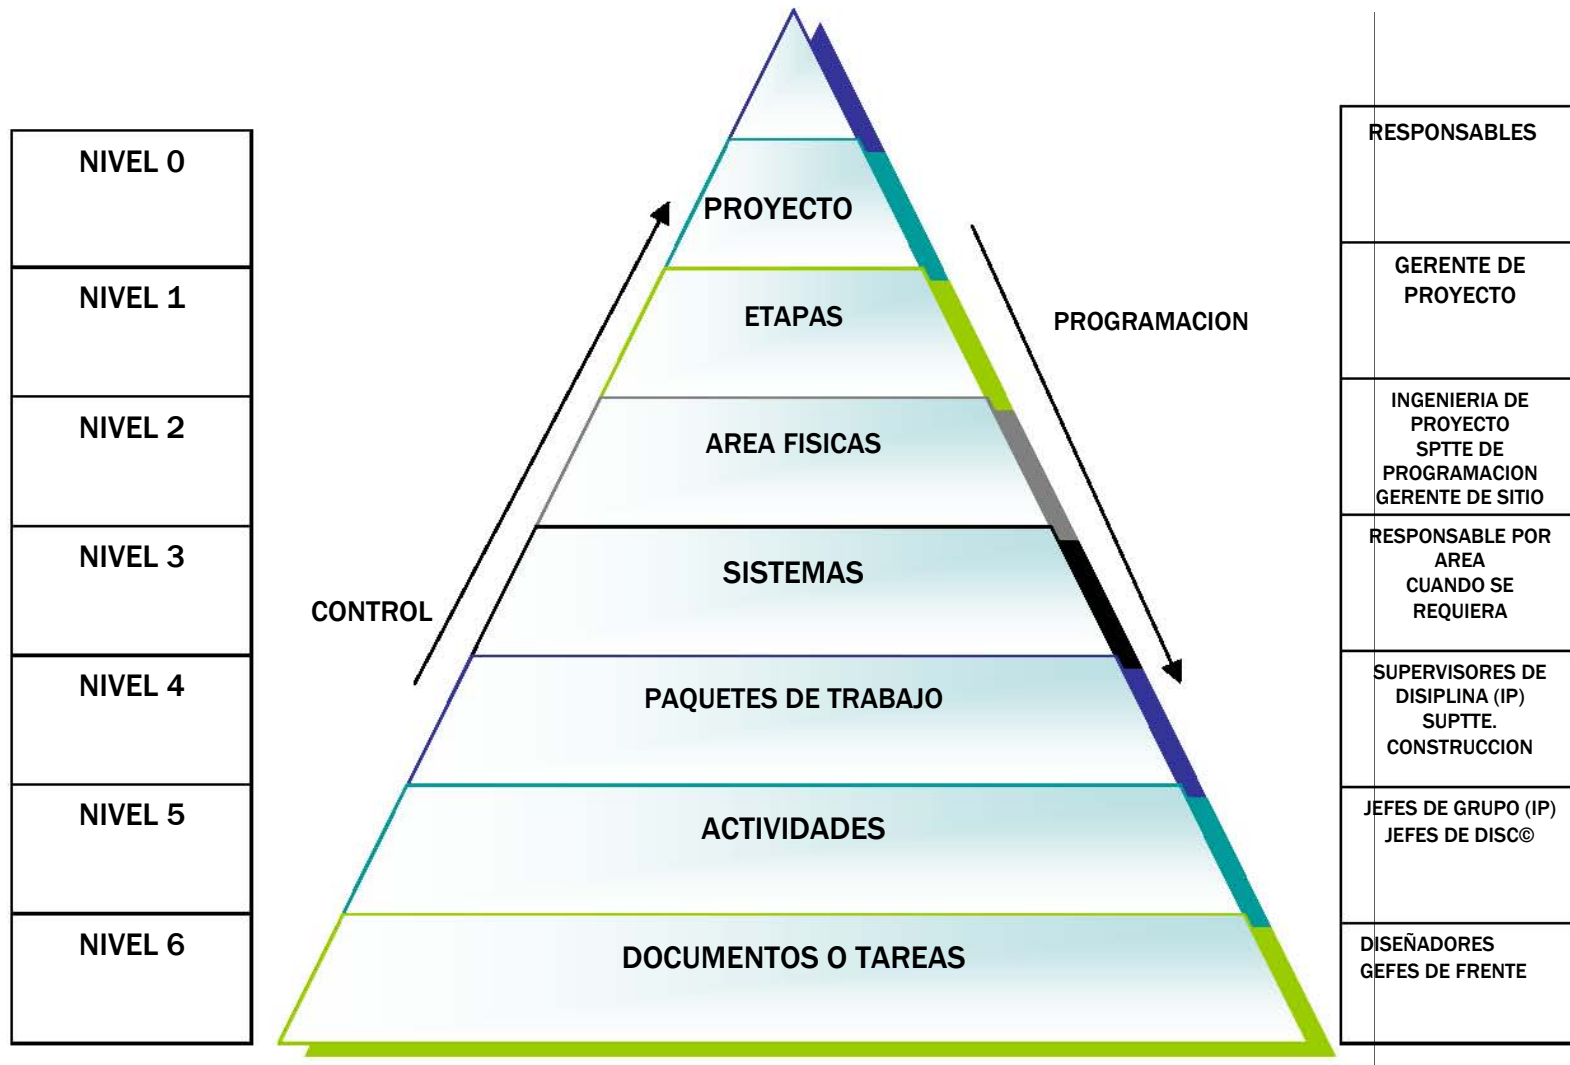 NIVEL 0
NIVEL 1
NIVEL 2
NIVEL 3
NIVEL 4
NIVEL 5
NIVEL 6
PROYECTO
ETAPAS
AREA FISICAS
SISTEMAS
PAQUETES DE TRABAJO
ACTIVIDADES
DOCUMENTOS O TAREAS
CONTROL
PROGRAMACION
RESPONSABLES
GERENTE DE
PROYECTO
INGENIERIA DE
PROYECTO
SPTTE DE
PROGRAMACION
GERENTE DE SITIO
RESPONSABLE POR
AREA
CUANDO SE
REQUIERA
SUPERVISORES DE
DISIPLINA (IP)
SUPTTE.
CONSTRUCCION
JEFES DE GRUPO (IP)
JEFES DE DISC©
DISEÑADORES
GEFES DE FRENTE